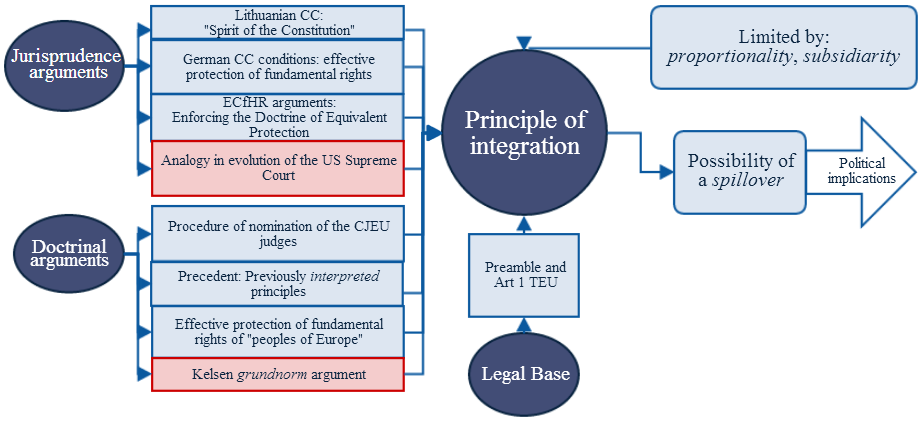 Jurisprudence
arguments
Lithuanian CC:
"Spirit of the Constitution"
German CC conditions: effective
protection of fundamental rights
ECfHR arguments:
Enforcing the Doctrine of Equivalent
Protection
Analogy in evolution of the US Supreme
Court
Doctrinal
arguments
Procedure of nomination of the CJEU
judges
Precedent: Previously interpreted
principles
Effective protection of fundamental
rights of "peoples of Europe"
Kelsen grundnorm argument
Principle of
integration
Preamble and
Art 1 TEU
Legal Base
Limited by:
proportionality, subsidiarity
Possibility of
a spillover
Political
implications